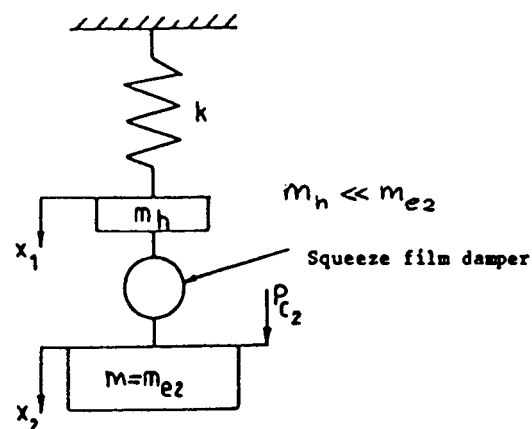 k
m_h
m_h << m_e2
x_1
Squeeze film damper
P_c2
m=m_e2
x_2